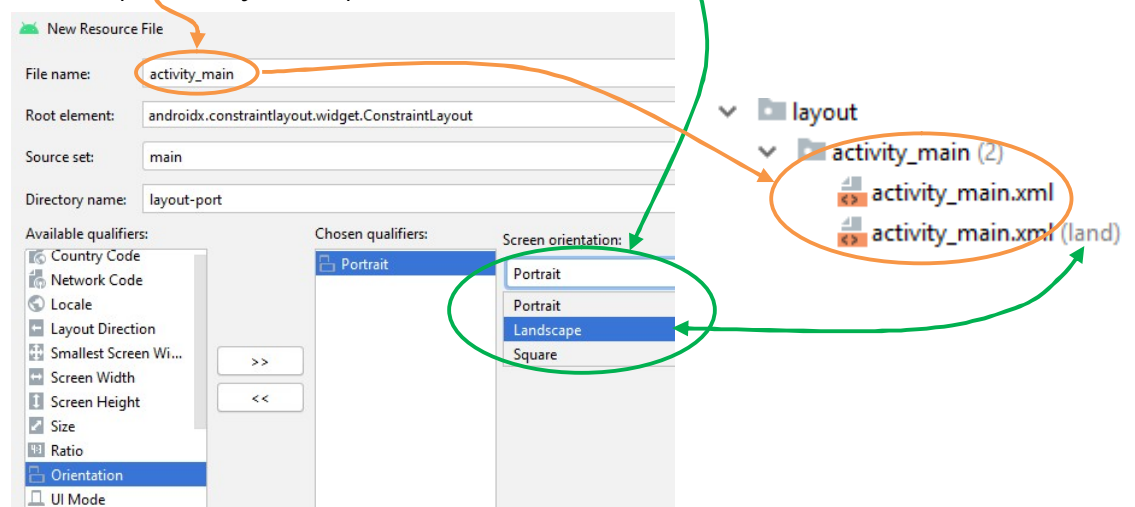 New Resource File
File name:
activity_main
Root element:
androidx.constraintlayout.widget.ConstraintLayout
Source set:
main
Directory name:
layout-port
Available qualifiers:
Country Code
Network Code
Locale
Layout Direction
Smallest Screen Wi...
Screen Width
Screen Height
Size
Ratio
Orientation
UI Mode
>>
<<
Chosen qualifiers:
Portrait
Screen orientation:
Portrait
Portrait
Landscape
Square
layout
activity_main (2)
activity_main.xml
activity_main.xml (land)